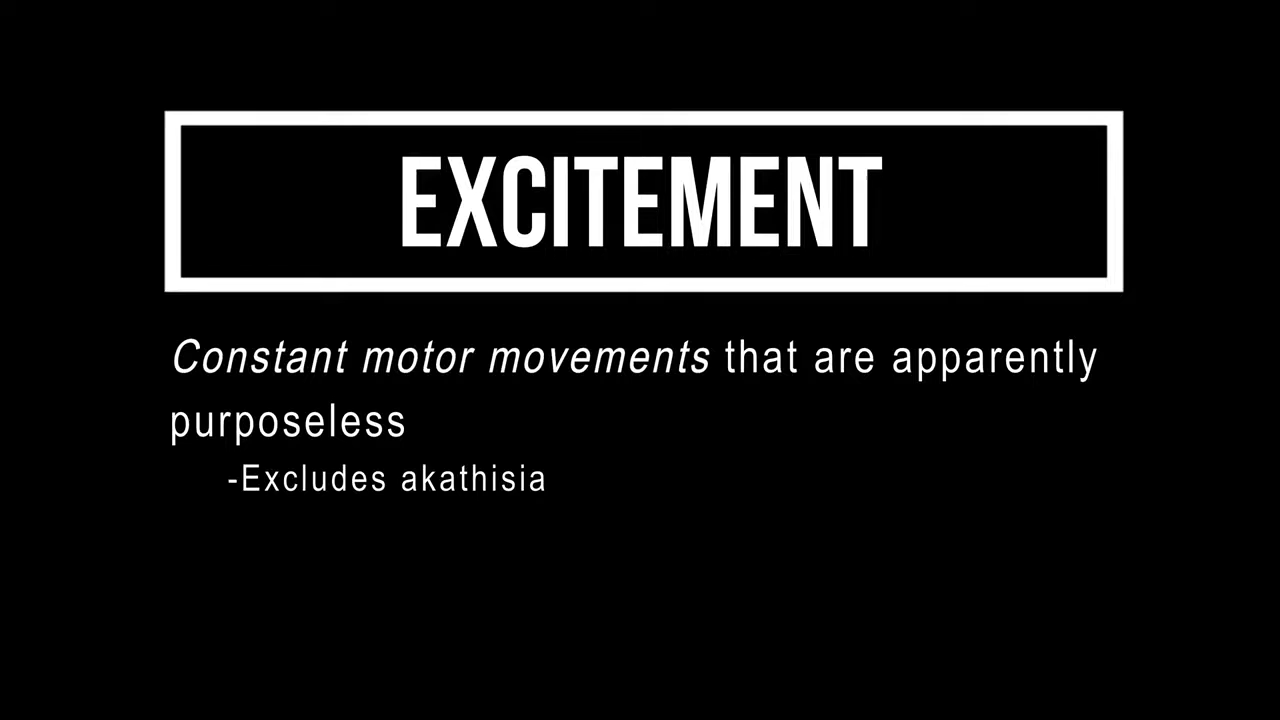 EXCITEMENT
Constant motor movements that are apparently
purposeless
-Excludes akathisia